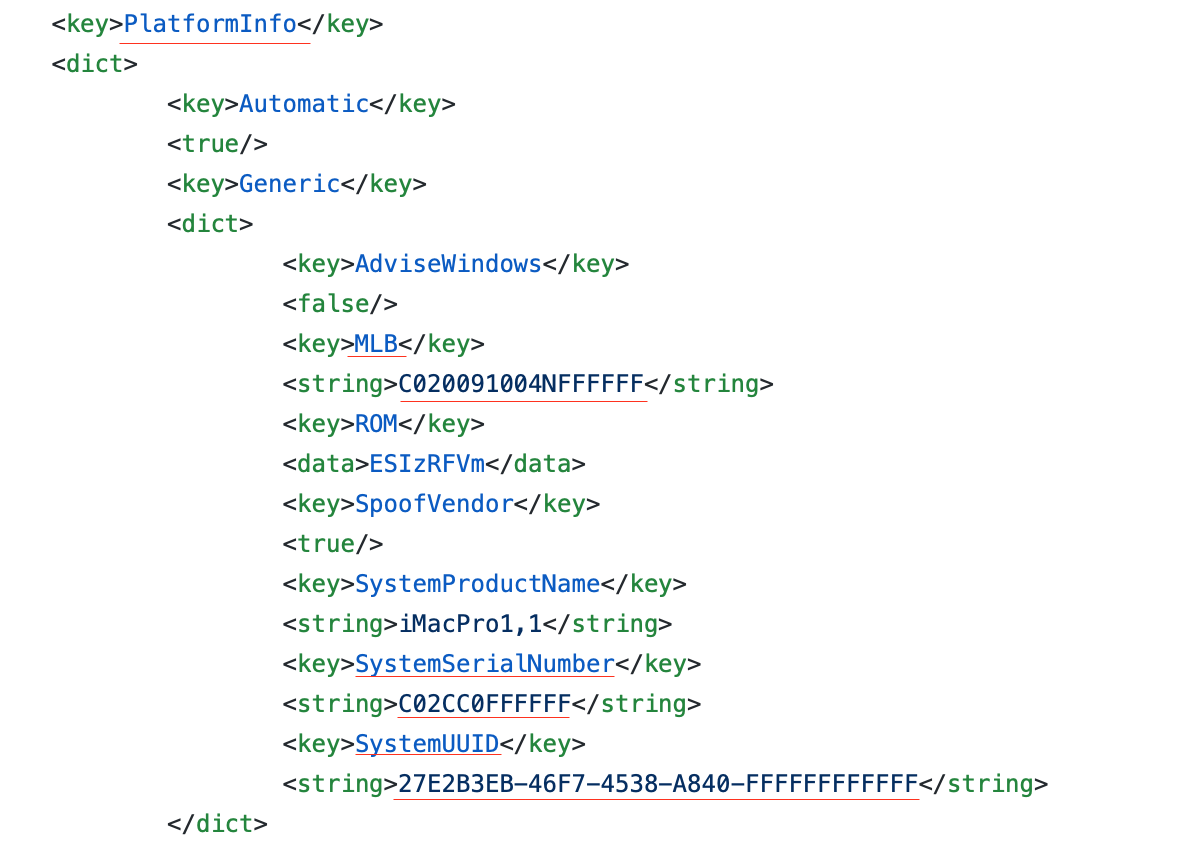 <key>PlatformInfo</key>
<dict>
<key>Automatic</key>
<true/>
<key>Generic</key>
<dict>
<key>AdviseWindows</key>
<false/>
<key>MLB</key>
<string>C020091004NFFFFFF</string>
<key>ROM</key>
<data>ESIzRFVm</data>
<key>SpoofVendor</key>
<true/>
<key>SystemProductName</key>
<string>iMacPro1,1</string>
<key>SystemSerialNumber</key>
<string>C02CC0FFFFFF</string>
<key>SystemUUID</key>
<string>27E2B3EB-46F7-4538-A840-FFFFFFFFFFFF</string>
</dict>